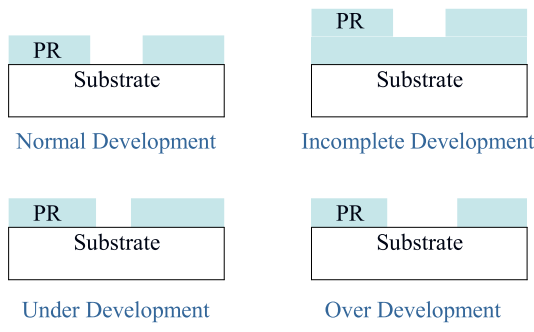 PR
Substrate
Normal Development
PR
Substrate
Incomplete Development
PR
Substrate
Under Development
PR
Substrate
Over Development